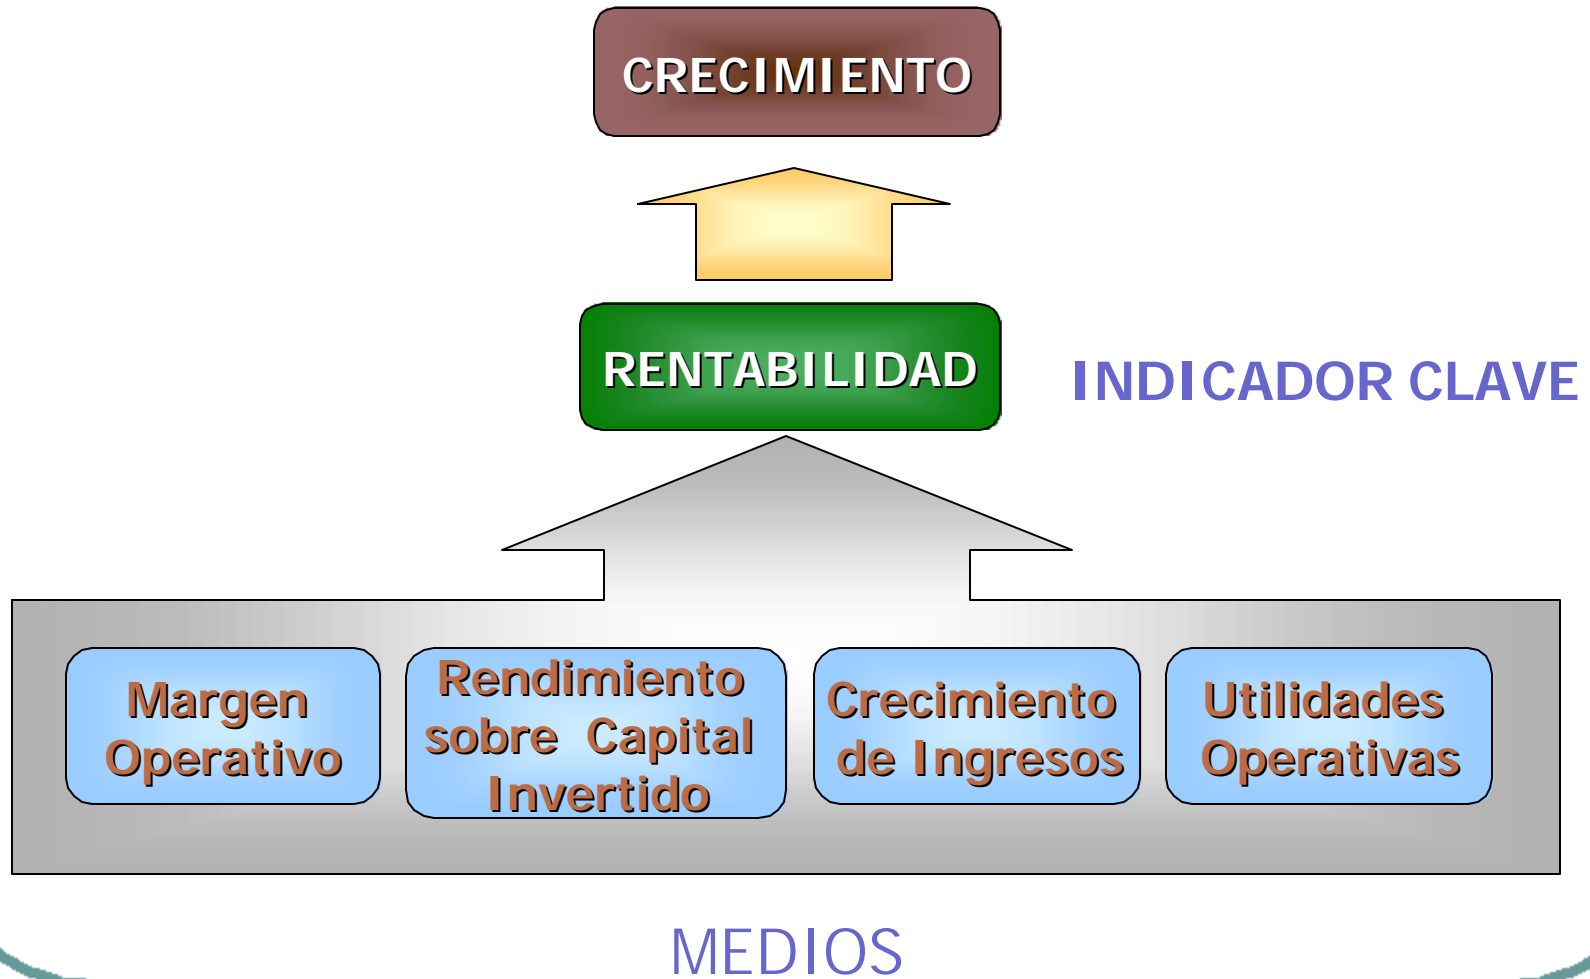 CRECIMIENTO
RENTABILIDAD
INDICADOR CLAVE
Margen
Operativo
Rendimiento
sobre Capital
Invertido
Crecimiento
de Ingresos
Utilidades
Operativas
MEDIOS